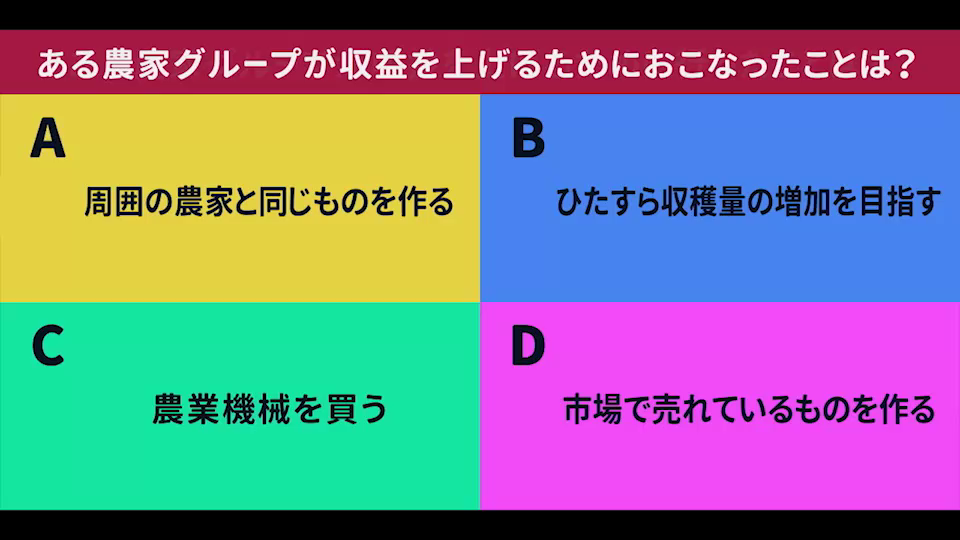 ある農家グループが収益を上げるためにおこなったことは？
A
周囲の農家と同じものを作る
B
ひたすら収穫量の増加を目指す
C
農業機械を買う
D
市場で売れているものを作る